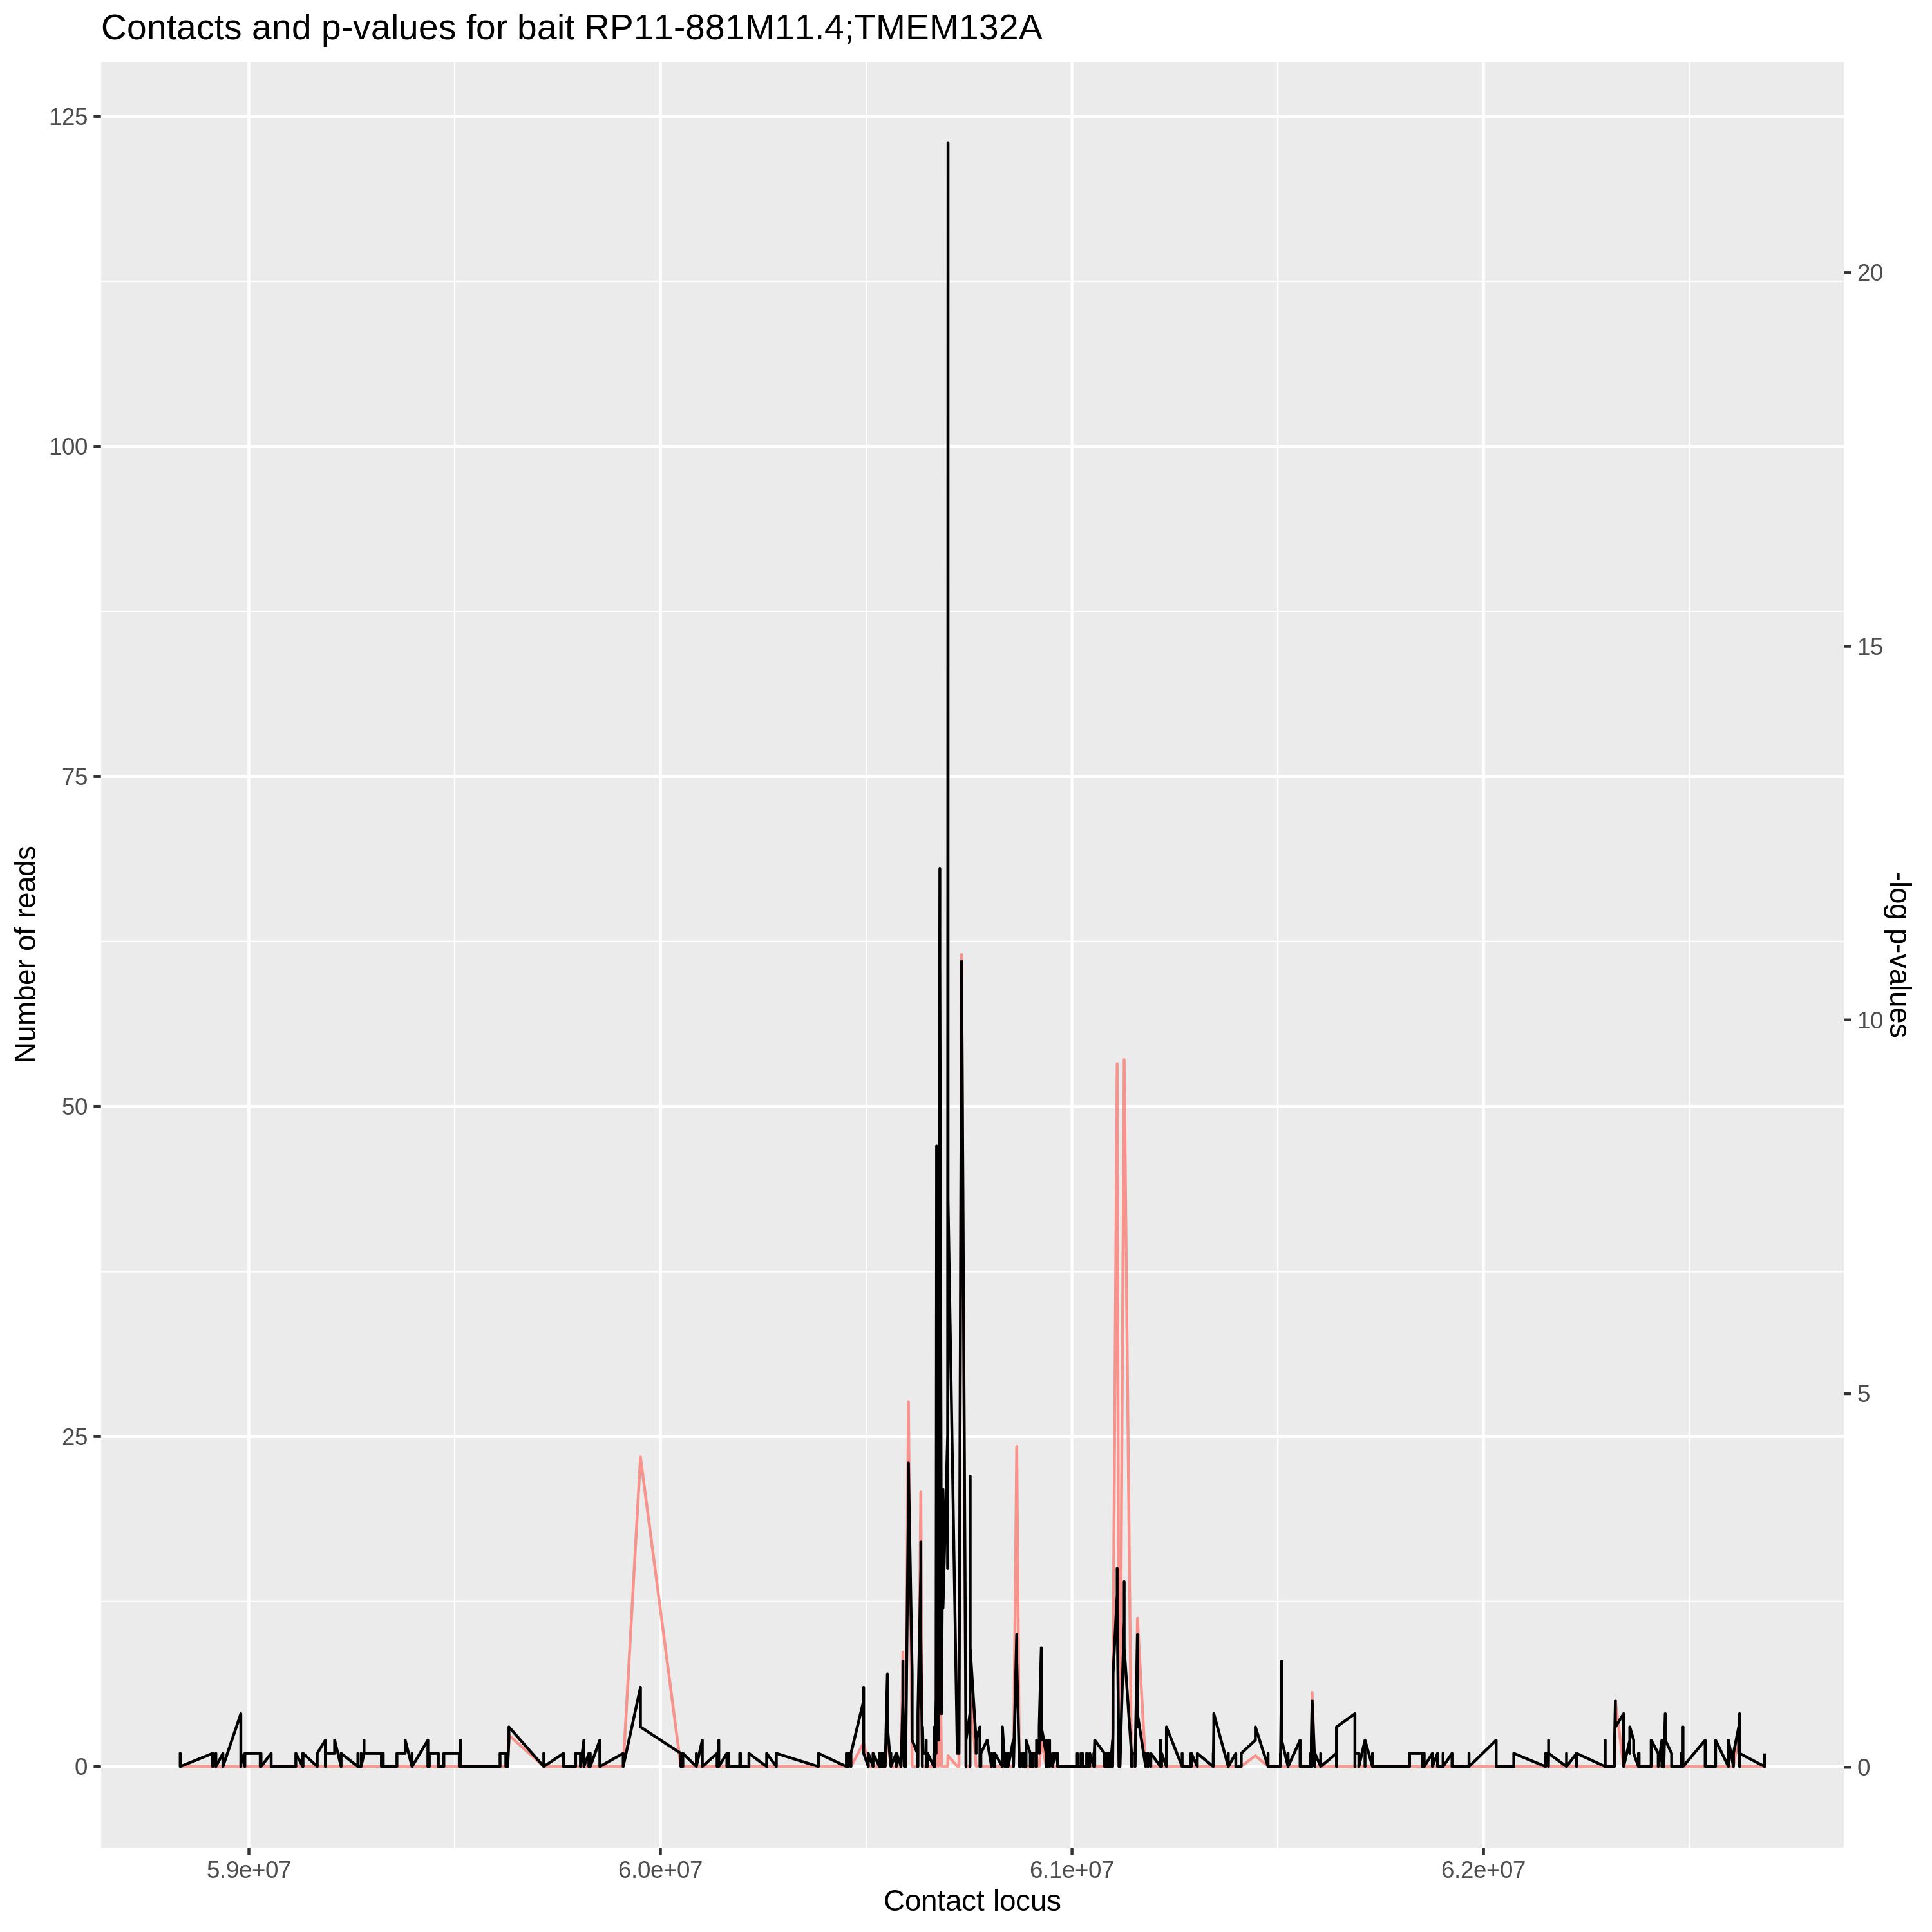 Contacts and p-values for bait RP11-881M11.4;TMEM132A
125
100
75
50
25
0
Number of reads
20
15
10
5
0
-log p-values
5.9e+07
6.0e+07
6.1e+07
6.2e+07
Contact locus